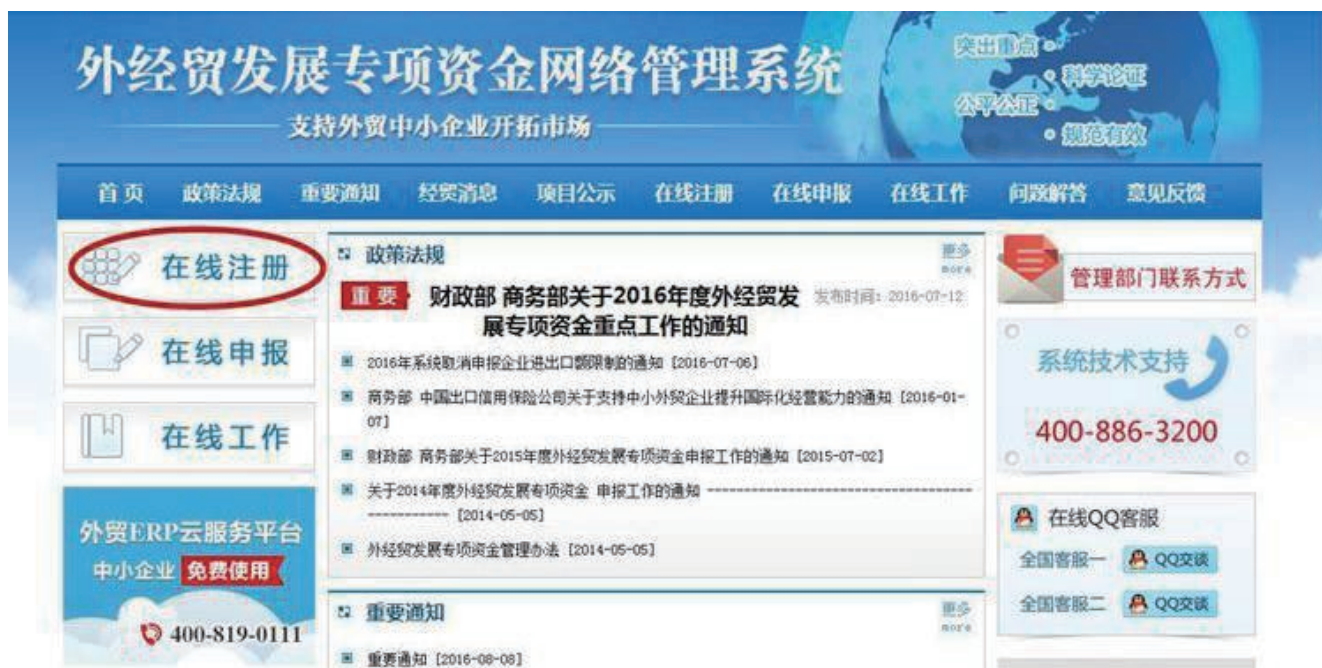 外经贸发展专项资金网络管理系统
支持外贸中小企业开拓市场
突出重点
科学论证
公平公正
规范有效
首页 政策法规 重要通知 经贸消息 项目公示 在线注册 在线申报 在线工作 问题解答 意见反馈
在线注册
在线申报
在线工作
外贸ERP云服务平台
中小企业 免费使用
400-819-0111
政策法规 更多
more
重要 财政部 商务部关于2016年度外经贸发 发布时间：2016-07-12
展专项资金重点工作的通知
2016年系统取消申报企业进出口额限制的通知 [2016-07-06]
商务部 中国出口信用保险公司关于支持中小外贸企业提升国际化经营能力的通知 [2016-01-
07]
财政部 商务部关于2015年度外经贸发展专项资金申报工作的通知 [2015-07-02]
关于2014年度外经贸发展专项资金 申报工作的通知 ------------------------------------
------------ [2014-05-05]
外经贸发展专项资金管理办法 [2014-05-05]
重要通知 更多
more
重要通知 [2016-08-08]
管理部门联系方式
系统技术支持
400-886-3200
在线QQ客服
全国客服一 QQ交谈
全国客服二 QQ交谈